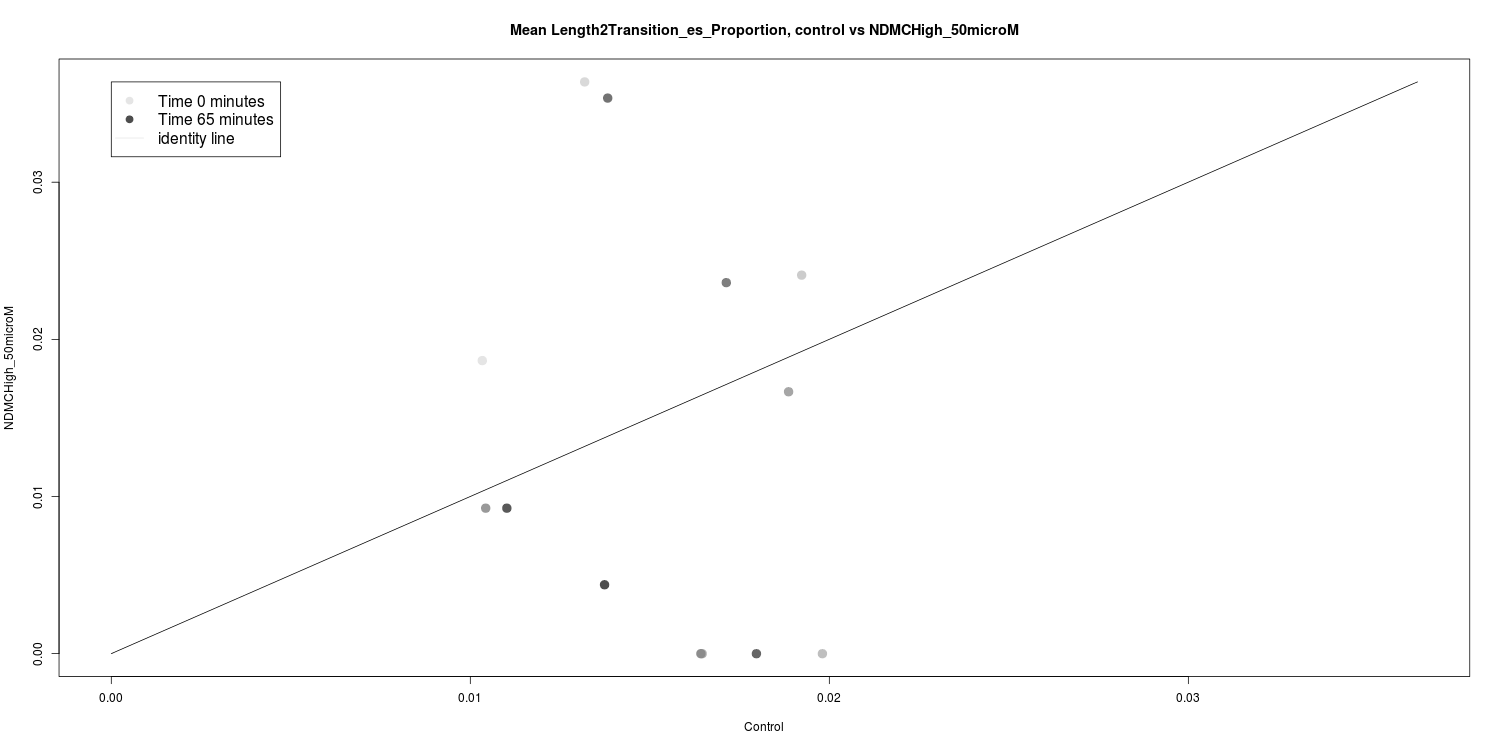 Mean Length2Transition_es_Proportion, control vs NDMCHigh_50microM
Time 0 minutes
Time 65 minutes
identity line
NDMCHigh_50microM
0.03
0.02
0.01
0.00
0.00 0.01 0.02 0.03
Control